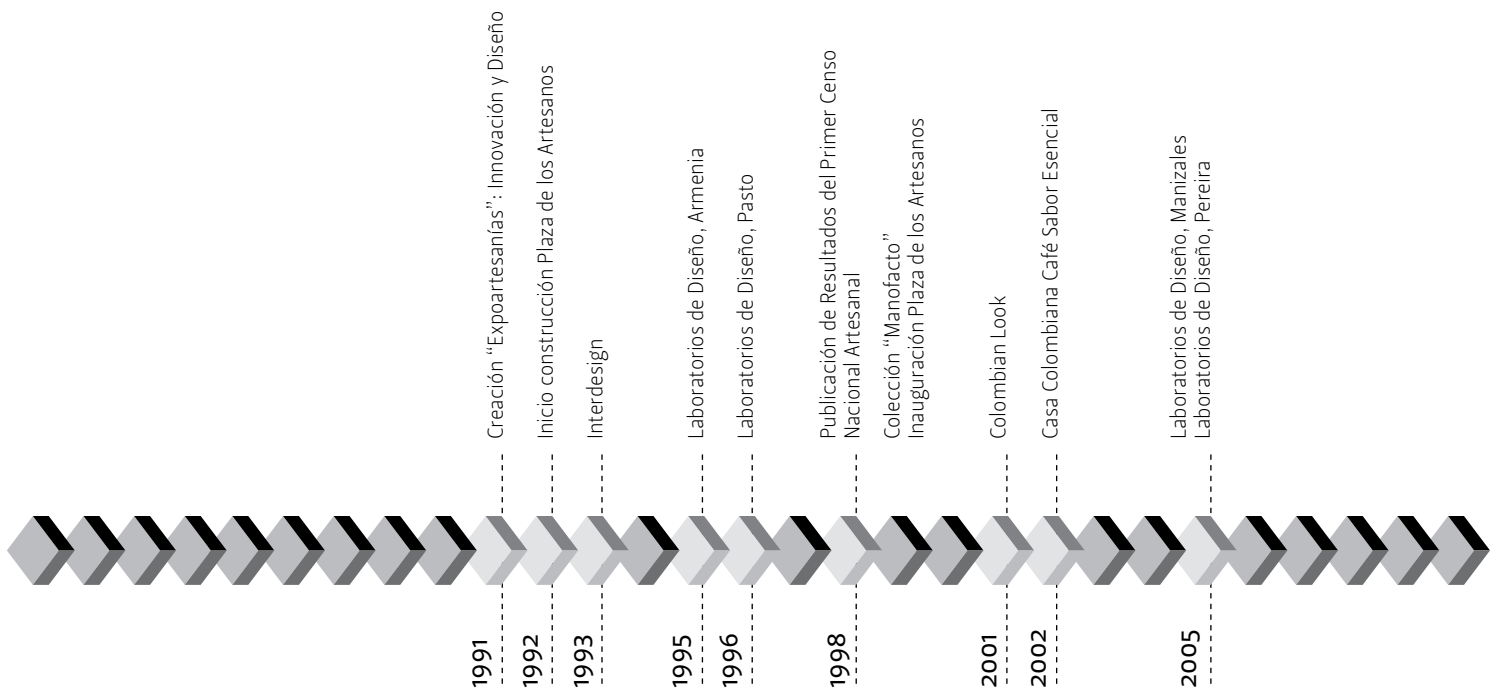 Creación “Expoartesanías”: Innovación y Diseño
Inicio construcción Plaza de los Artesanos
Interdesign
Laboratorios de Diseño, Armenia
Laboratorios de Diseño, Pasto
Publicación de Resultados del Primer Censo
Nacional Artesanal
Colección “Manofacto”
Inauguración Plaza de los Artesanos
Colombian Look
Casa Colombiana Café Sabor Esencial
Laboratorios de Diseño, Manizales
Laboratorios de Diseño, Pereira
1991
1992
1993
1995
1996
1998
2001
2002
2005